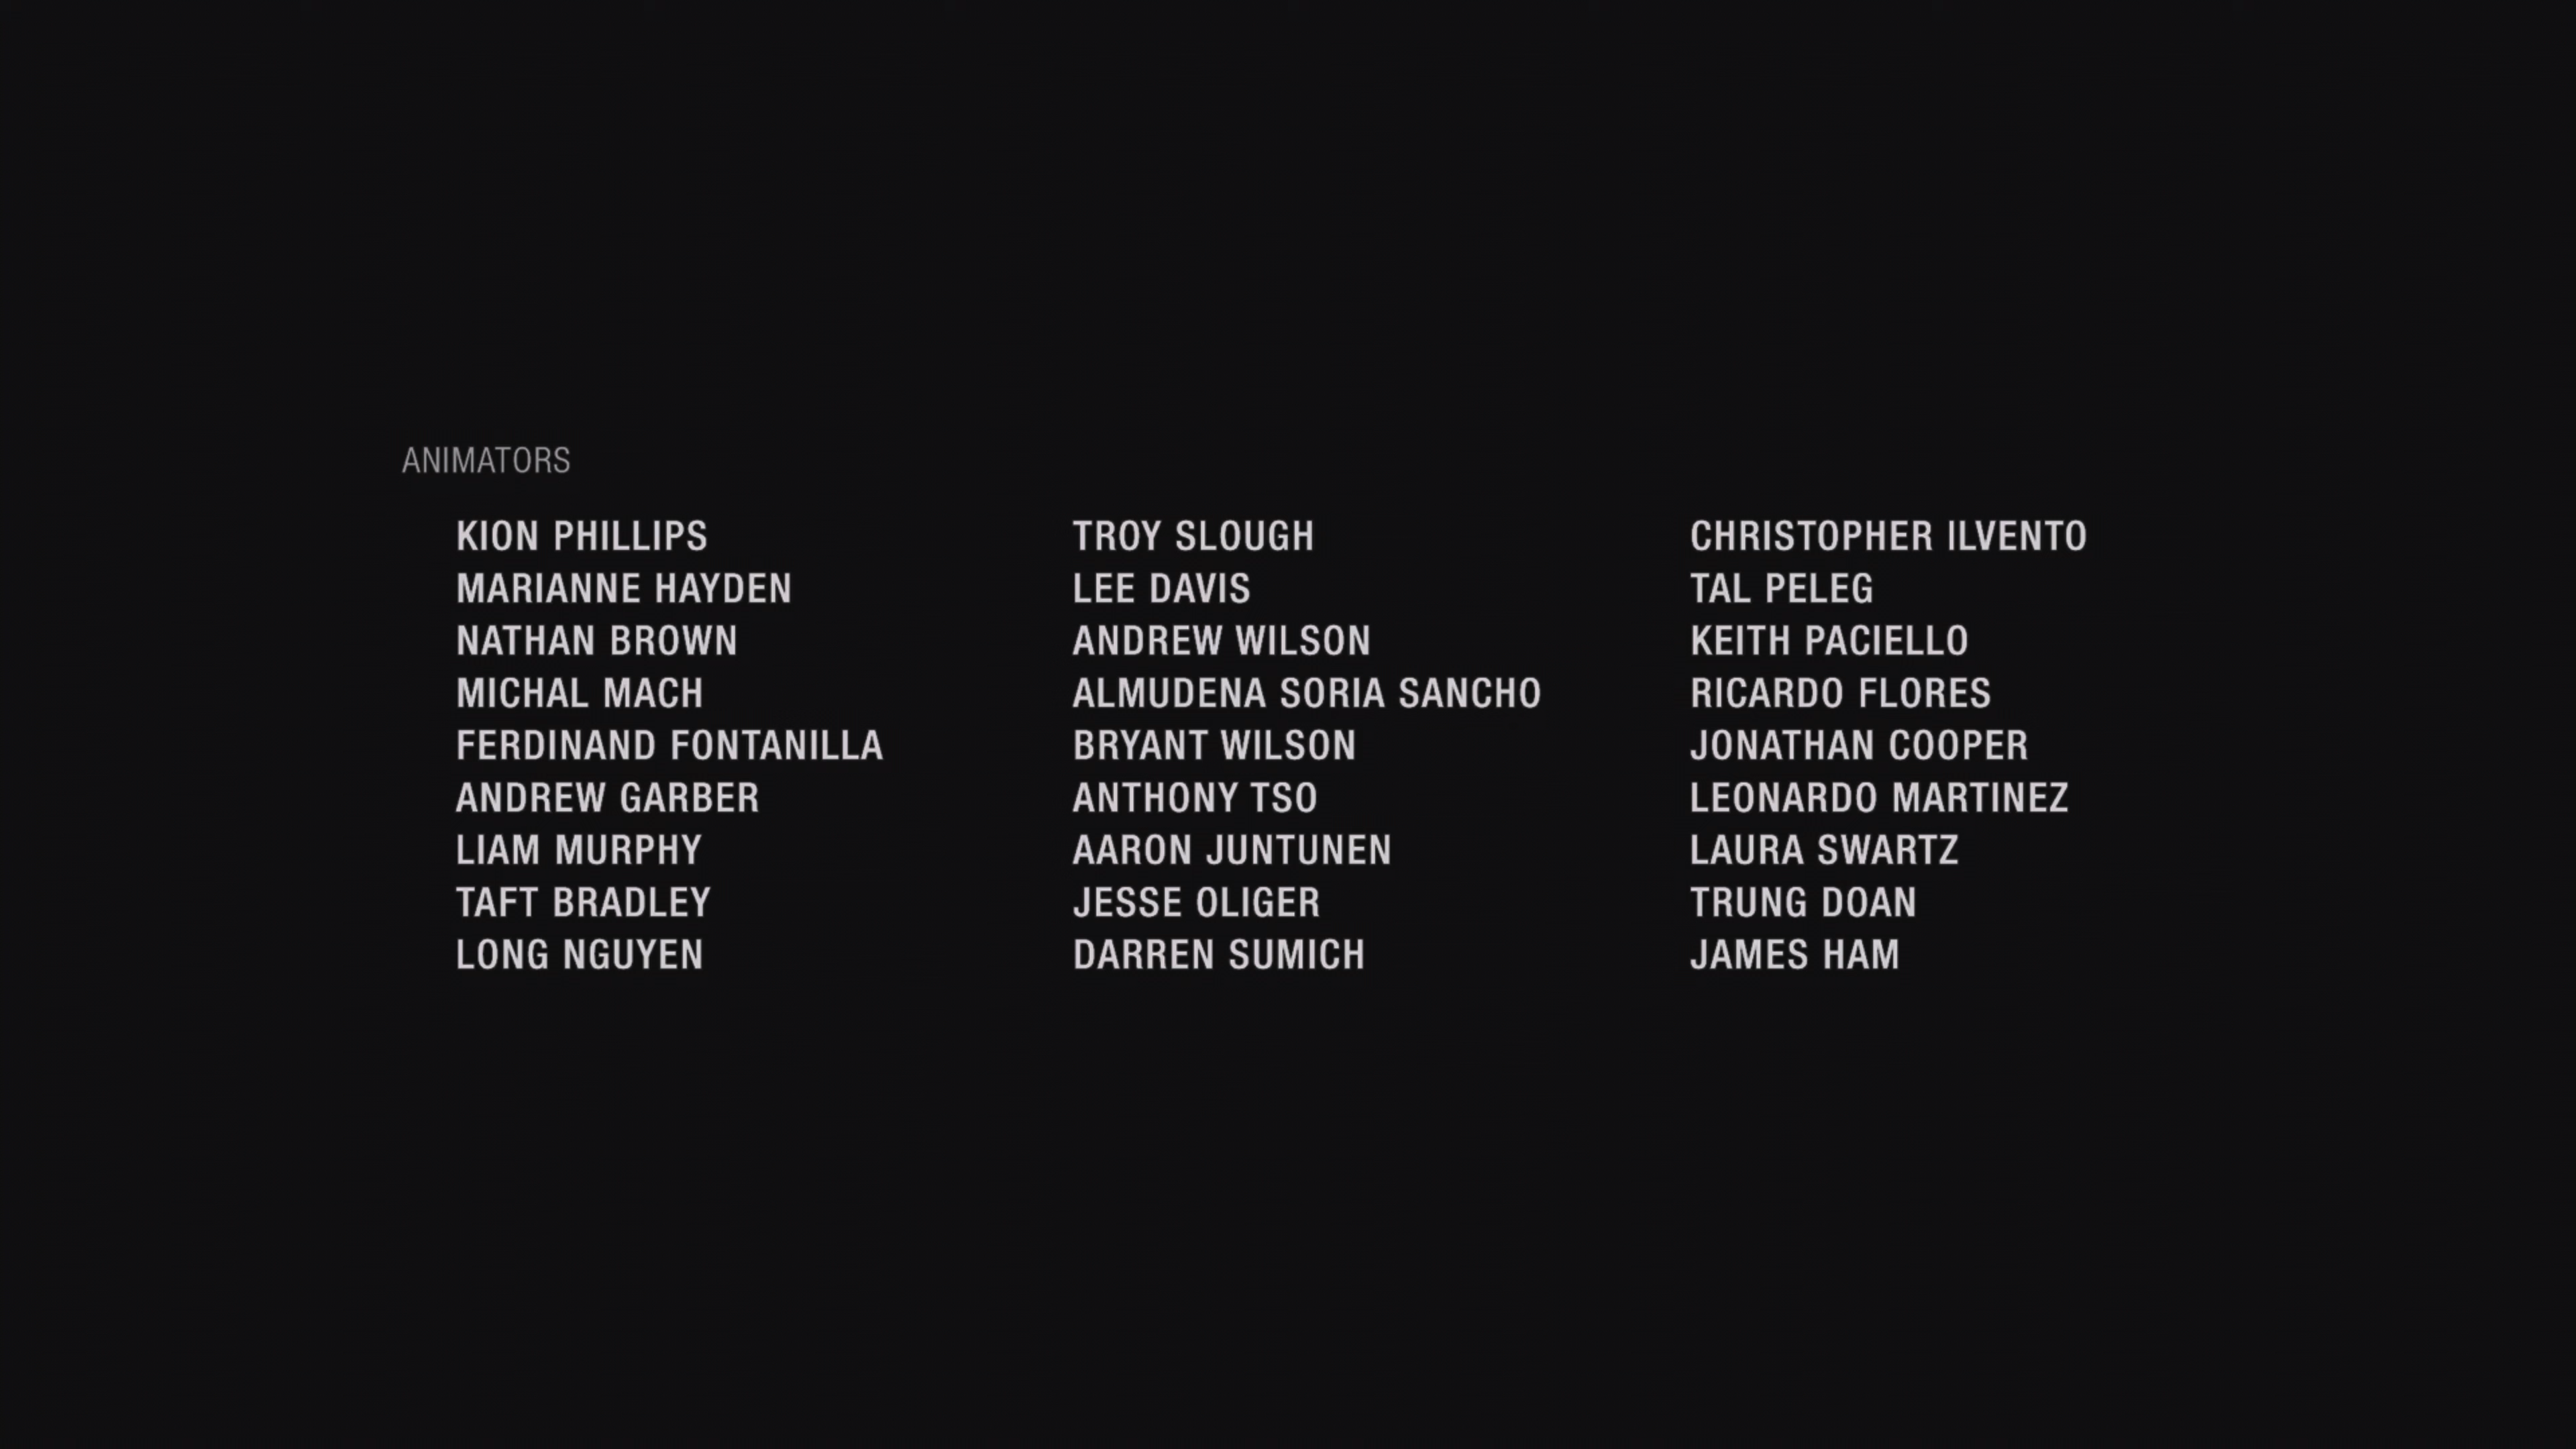 ANIMATORS
KION PHILLIPS
MARIANNE HAYDEN
NATHAN BROWN
MICHAL MACH
FERDINAND FONTANILLA
ANDREW GARBER
LIAM MURPHY
TAFT BRADLEY
LONG NGUYEN
TROY SLOUGH
LEE DAVIS
ANDREW WILSON
ALMUDENA SORIA SANCHO
BRYANT WILSON
ANTHONY TSO
AARON JUNTUNEN
JESSE OLIGER
DARREN SUMICH
CHRISTOPHER ILVENTO
TAL PELEG
KEITH PACIELLO
RICARDO FLORES
JONATHAN COOPER
LEONARDO MARTINEZ
LAURA SWARTZ
TRUNG DOAN
JAMES HAM